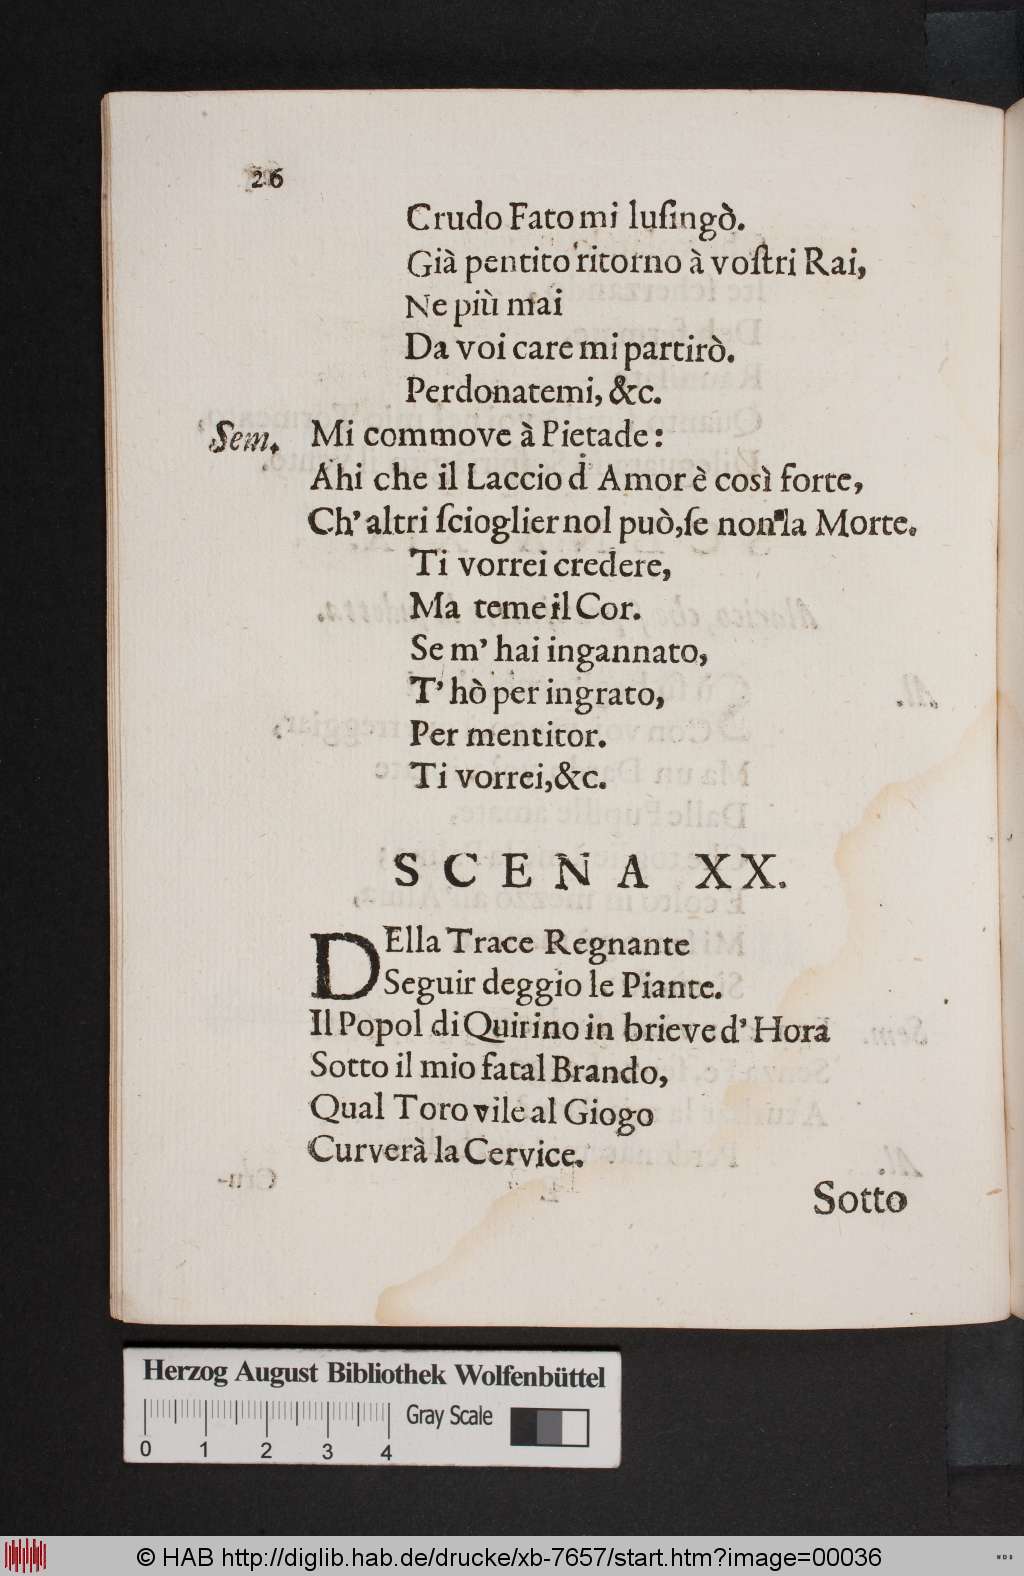 26
Crudo Fato mi luſingò.
Già pentito ritorno à voſtri Rai,
Ne più mai
Da voi care mi partirò.
Perdonatemi, &c.
Sem. Mi commove à Pietade:
Ahi che il Laccio d' Amor è così forte,
Ch' altri ſcioglier nol può, ſe non la Morte.
Ti vorrei credere,
Ma teme il Cor.
Se m' hai ingannato,
T' hò per ingrato,
Per mentitor.
Ti vorrei, &c.
SCENA XX.
DElla Trace Regnante
Seguir deggio le Piante.
Il Popol di Quirino in brieve d' Hora
Sotto il mio fatal Brando,
Qual Toro vile al Giogo
Curverà la Cervice.
Sotto
Herzog August Bibliothek Wolfenbüttel
Gray Scale
0 1 2 3 4
© HAB http://diglib.hab.de/drucke/xb-7657/start.htm?image=00036